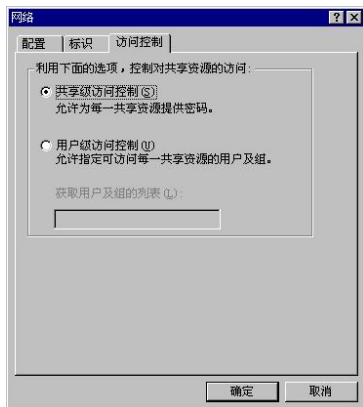 网络
配置 标识 访问控制
利用下面的选项，控制对共享资源的访问:
共享级访问控制(S)
允许为每一共享资源提供密码。
用户级访问控制(U)
允许指定可访问每一共享资源的用户及组。
获取用户及组的列表(L):
确定 取消